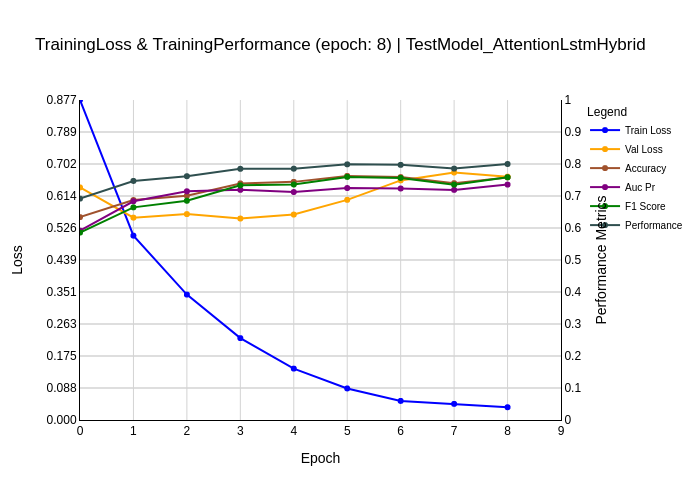 TrainingLoss & TrainingPerformance (epoch: 8) | TestModel_AttentionLstmHybrid
0.877
0.789
0.702
0.614
0.526
0.439
0.351
0.263
0.175
0.088
0.000
Loss
0 1 2 3 4 5 6 7 8 9
Epoch
1
0.9
0.8
0.7
0.6
0.5
0.4
0.3
0.2
0.1
0
Performance Metrics
Legend
Train Loss
Val Loss
Accuracy
Auc Pr
F1 Score
Performance